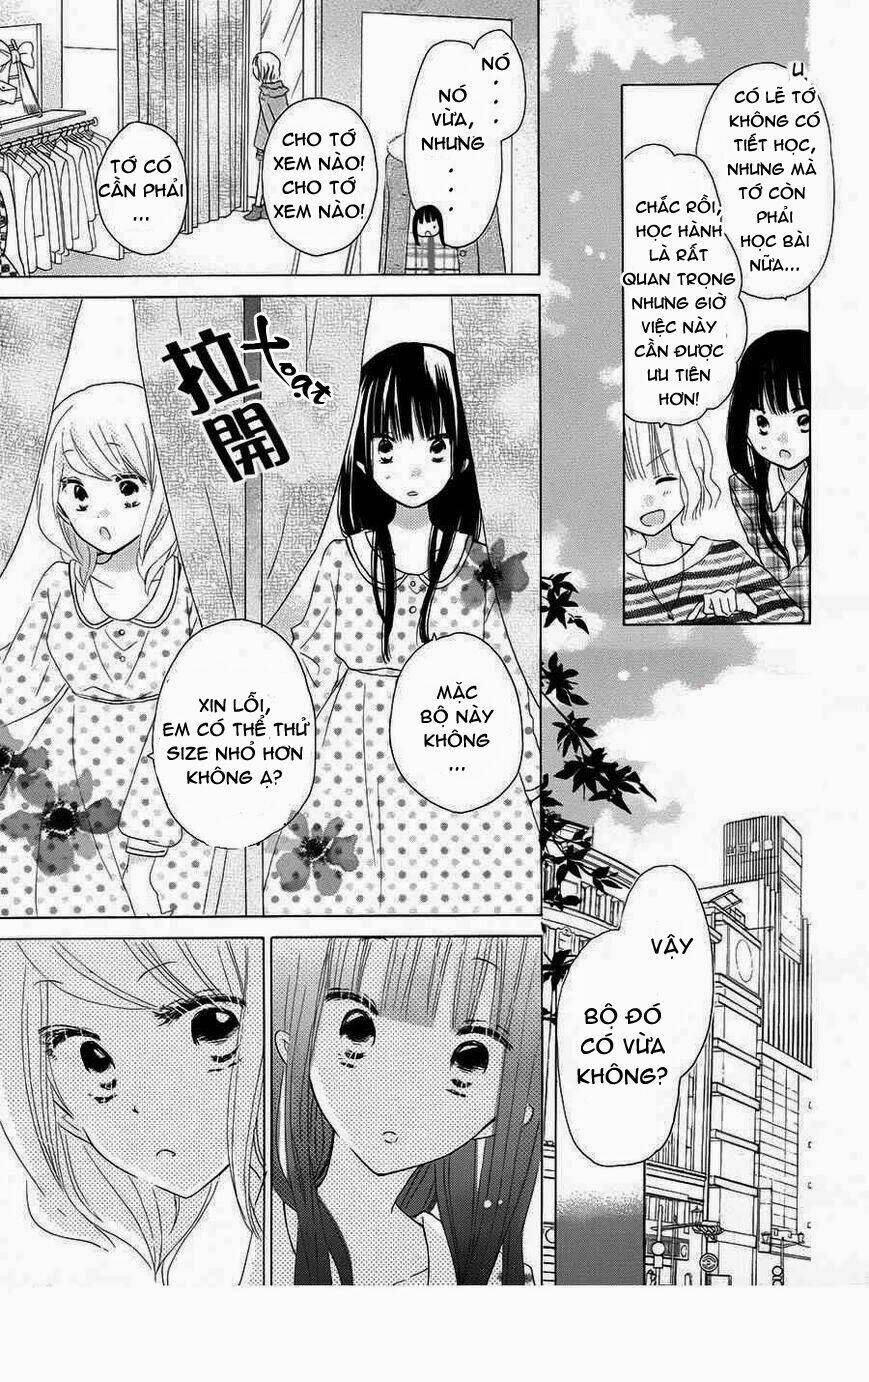 Ư..
CÓ LẼ TỚ
KHÔNG CÓ
TIẾT HỌC,
NHƯNG MÀ
TỚ CÒN
PHẢI
HỌC BÀI
NỮA...
CHẮC RỒI,
HỌC HÀNH
LÀ RẤT
QUAN TRỌNG
NHƯNG GIỜ
VIỆC NÀY
CẦN ĐƯỢC
ƯU TIÊN
HƠN!
VẬY
BỘ ĐÓ
CÓ VỪA
KHÔNG?
NÓ
...
NÓ
VỪA,
NHƯNG
....
CHO TỚ
XEM NÀO!
CHO TỚ
XEM NÀO!
TỚ CÓ
CẦN PHẢI
...
Xoạt
拉開
MẶC
BỘ NÀY
KHÔNG
...
XIN LỖI,
EM CÓ THỂ THỬ
SIZE NHỎ HƠN
KHÔNG Ạ?